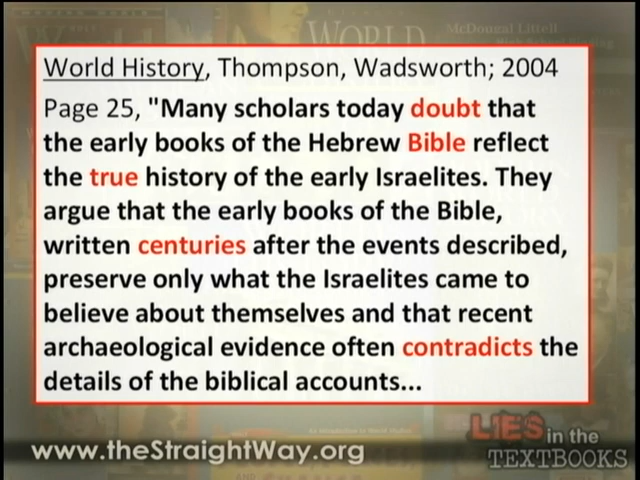 McDougal Littell
WORLD
World History, Thompson, Wadsworth; 2004
Page 25, "Many scholars today doubt that
the early books of the Hebrew Bible reflect
the true history of the early Israelites. They
argue that the early books of the Bible,
written centuries after the events described,
preserve only what the Israelites came to
believe about themselves and that recent
archaeological evidence often contradicts the
details of the biblical accounts...
www.theStraightWay.org
LIES in the
TEXTBOOKS